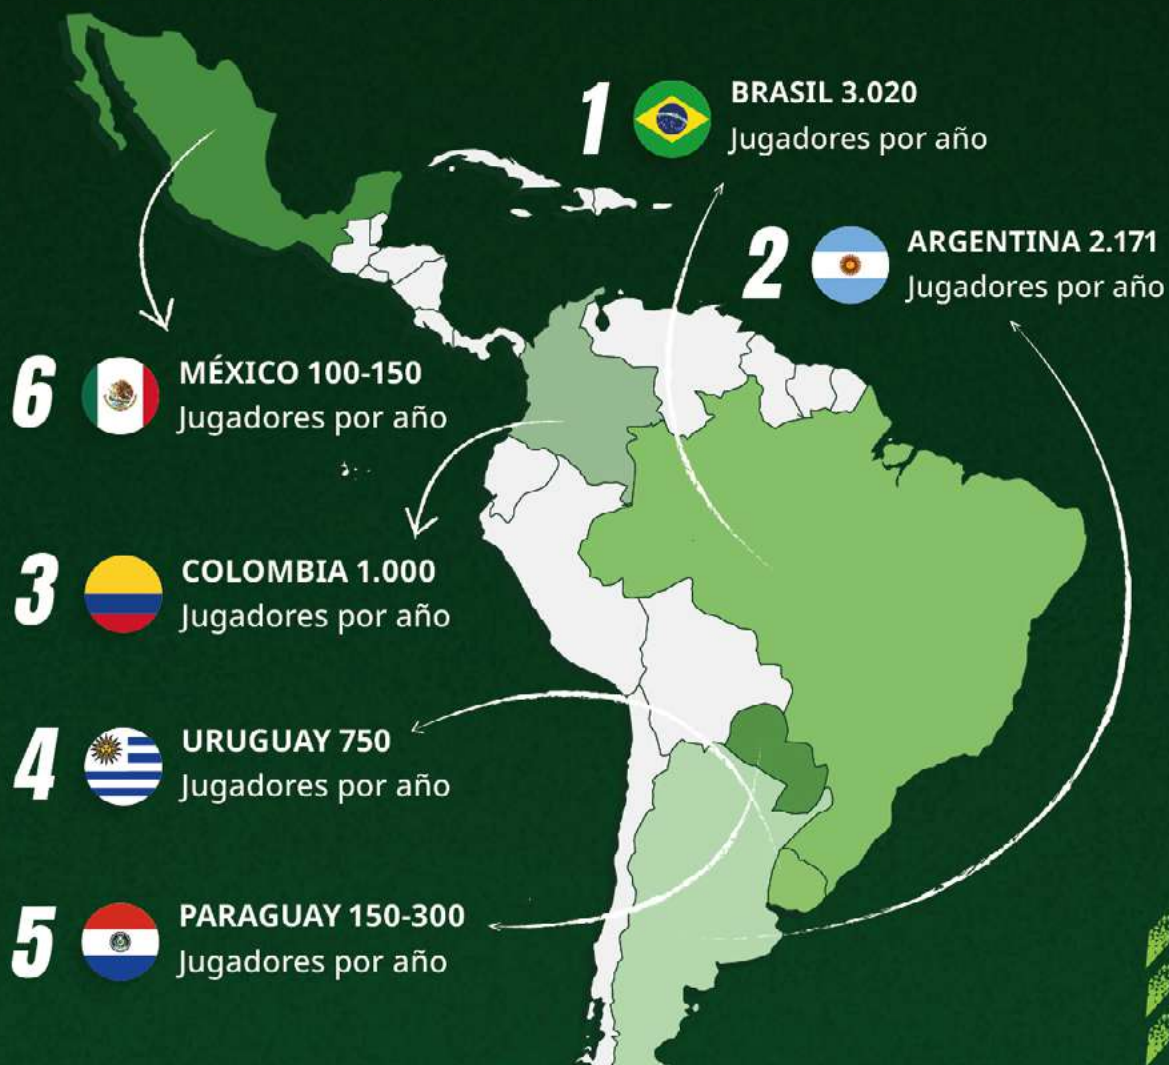 1
BRASIL 3.020
Jugadores por año
2
ARGENTINA 2.171
Jugadores por año
6
MÉXICO 100-150
Jugadores por año
3
COLOMBIA 1.000
Jugadores por año
4
URUGUAY 750
Jugadores por año
5
PARAGUAY 150-300
Jugadores por año